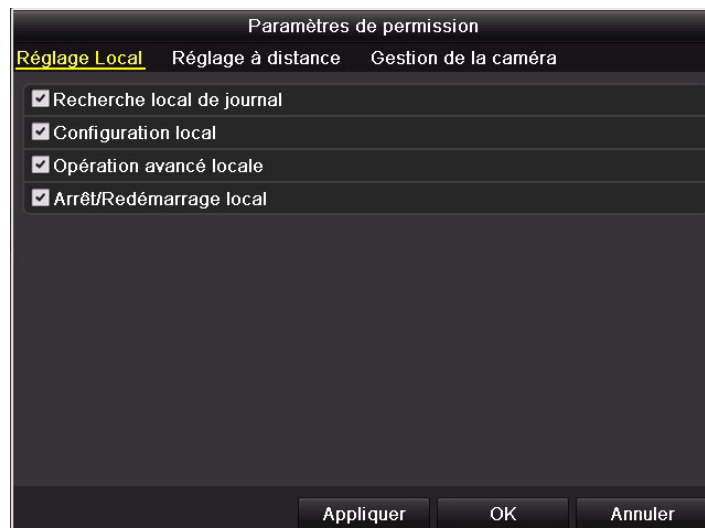 Paramètres de permission
Réglage Local Réglage à distance Gestion de la caméra
Recherche local de journal
Configuration local
Opération avancé locale
Arrêt/Redémarrage local
Appliquer OK Annuler